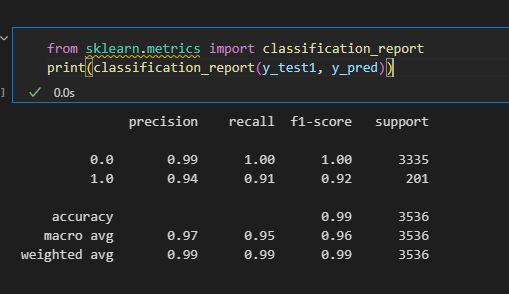 from sklearn.metrics import classification_report
print(classification_report(y_test1, y_pred))
] 0.0s
precision recall f1-score support
0.0 0.99 1.00 1.00 3335
1.0 0.94 0.91 0.92 201
accuracy 0.99 3536
macro avg 0.97 0.95 0.96 3536
weighted avg 0.99 0.99 0.99 3536